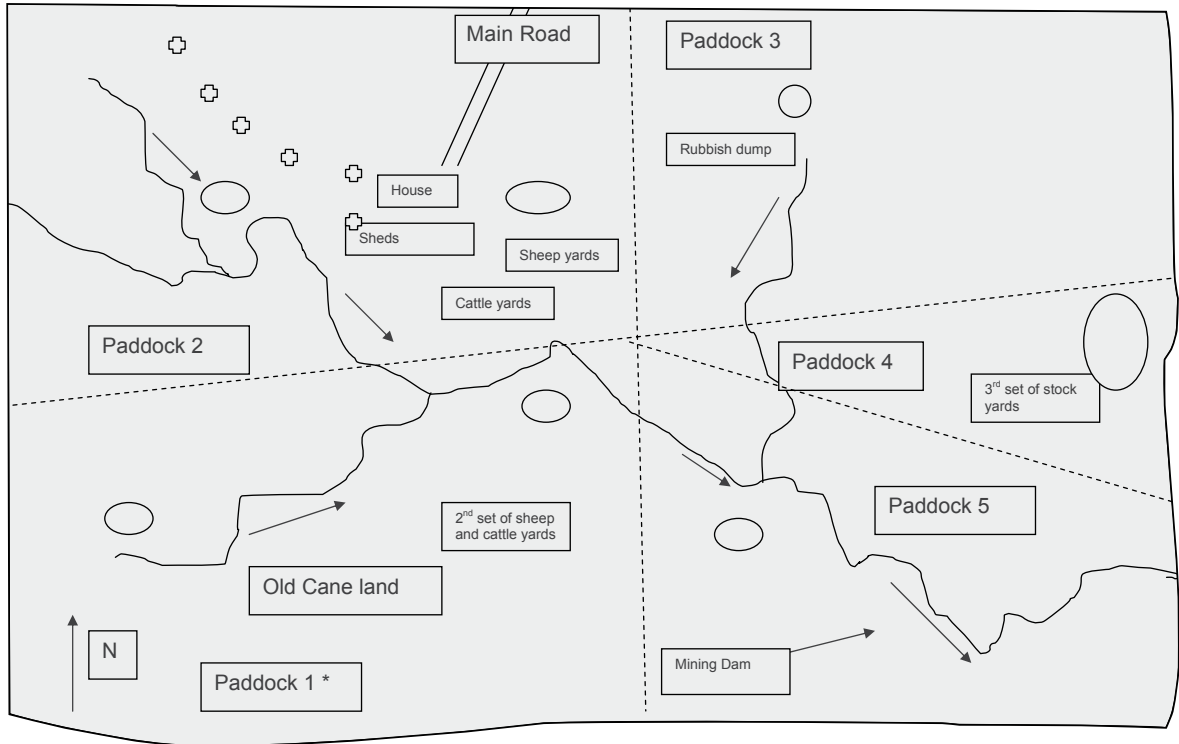 Main Road
Paddock 3
Rubbish dump
House
Sheds
Sheep yards
Cattle yards
Paddock 2
Paddock 4
3rd set of stock
yards
Paddock 5
2nd set of sheep
and cattle yards
Old Cane land
N
Mining Dam
Paddock 1 *